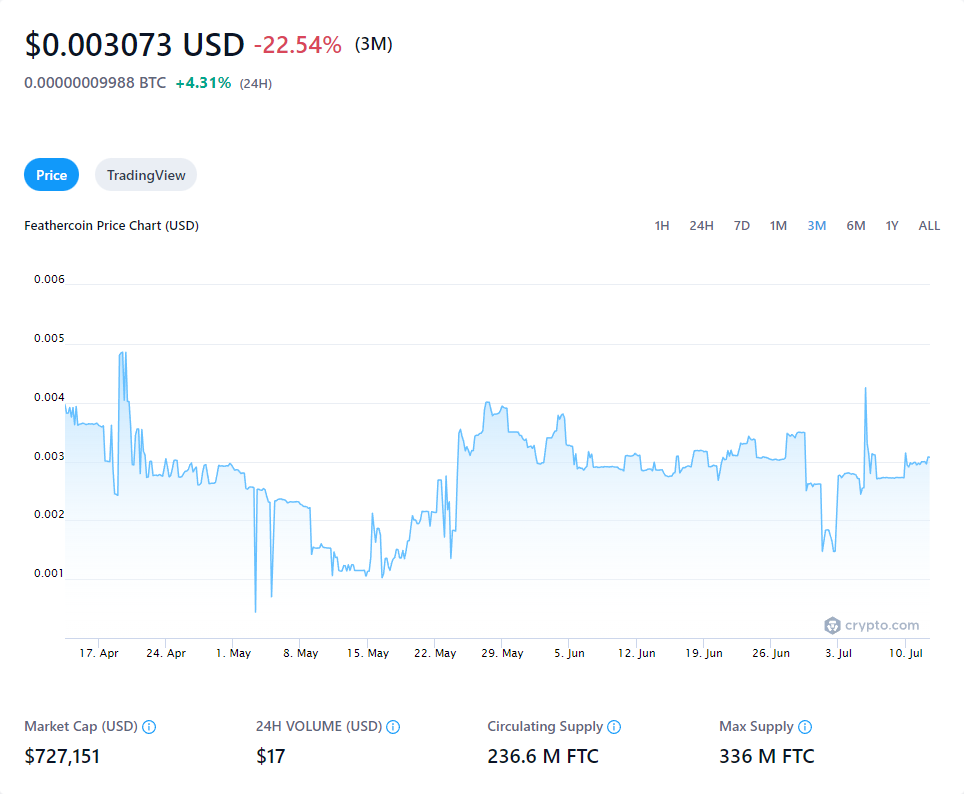 $0.003073 USD -22.54% (3M)
0.00000009988 BTC +4.31% (24H)
Price TradingView
Feathercoin Price Chart (USD) 1H 24H 7D 1M 3M 6M 1Y ALL
0.006
0.005
0.004
0.003
0.002
0.001
crypto.com
17. Apr 24. Apr 1. May 8. May 15. May 22. May 29. May 5. Jun 12. Jun 19. Jun 26. Jun 3. Jul 10. Jul
Market Cap (USD) 24H VOLUME (USD) Circulating Supply Max Supply
$727,151 $17 236.6 M FTC 336 M FTC